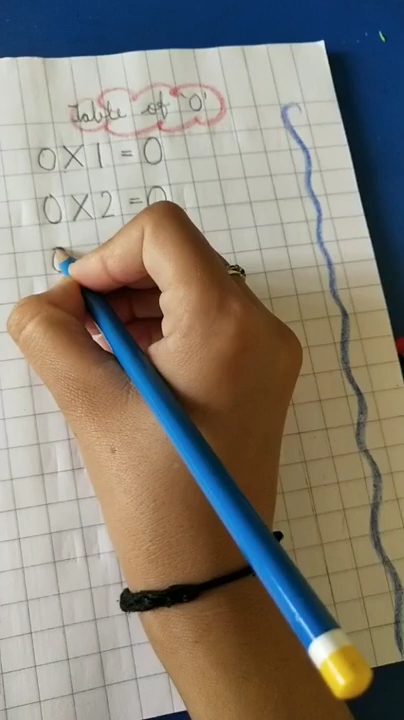 Table of '0'
0 X 1 = 0
0 X 2 = 0